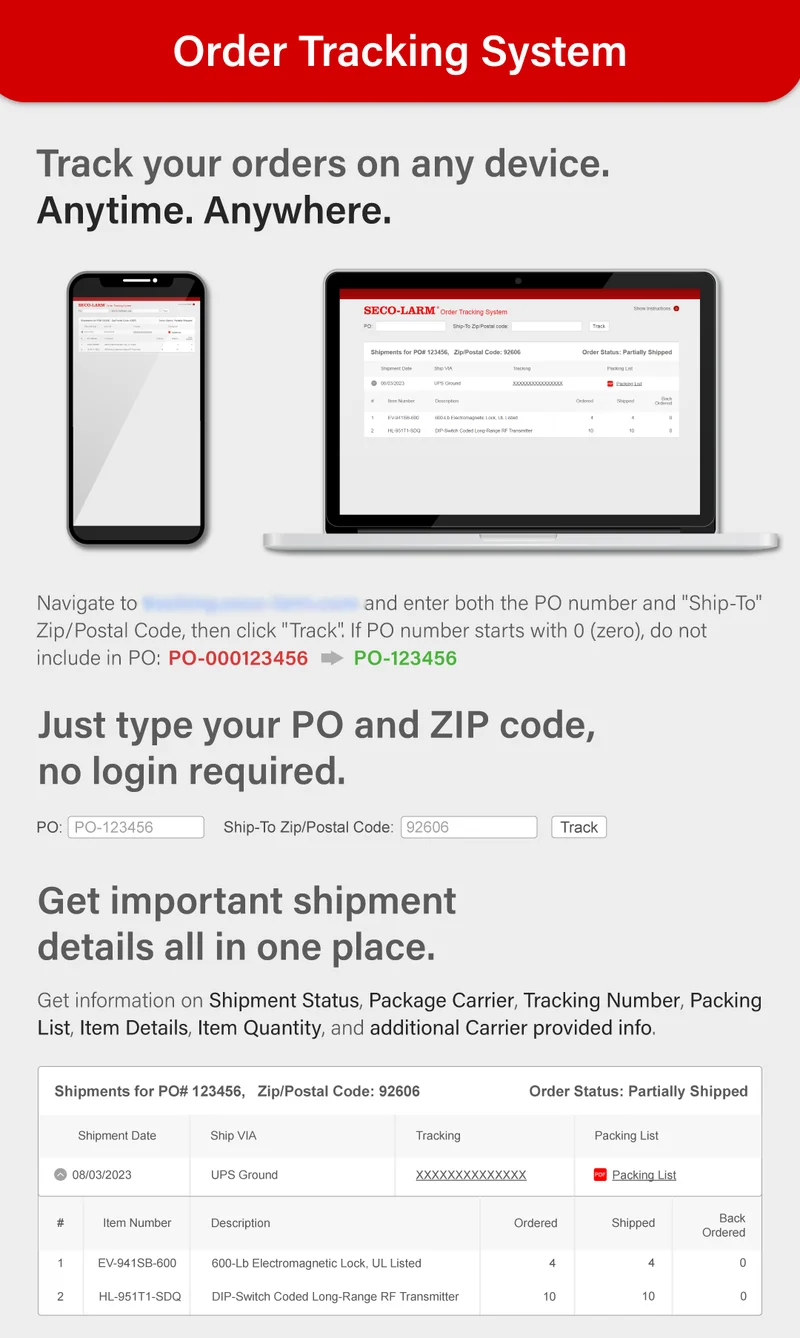 Order Tracking System
Track your orders on any device.
Anytime. Anywhere.
SECO-LARM® Order Tracking System
Show Instructions
PO: Ship-To Zip/Postal code: Track
Shipments for PO# 123456, Zip/Postal Code: 92606 Order Status: Partially Shipped
Shipment Date Ship VIA Tracking Packing List
08/03/2023 UPS Ground XXXXXXXXXXXXXX Packing List
# Item Number Description Ordered Shipped Back Ordered
1 EV-941SB-600 600-Lb Electromagnetic Lock, UL Listed 4 4 0
2 HL-951T1-SDQ DIP-Switch Coded Long-Range RF Transmitter 10 10 0
Navigate to and enter both the PO number and "Ship-To"
Zip/Postal Code, then click "Track". If PO number starts with 0 (zero), do not
include in PO: PO-000123456 PO-123456
Just type your PO and ZIP code,
no login required.
PO: PO-123456 Ship-To Zip/Postal Code: 92606 Track
Get important shipment
details all in one place.
Get information on Shipment Status, Package Carrier, Tracking Number, Packing
List, Item Details, Item Quantity, and additional Carrier provided info.
Shipments for PO# 123456, Zip/Postal Code: 92606 Order Status: Partially Shipped
Shipment Date Ship VIA Tracking Packing List
08/03/2023 UPS Ground XXXXXXXXXXXXXX PDF Packing List
# Item Number Description Ordered Shipped Back Ordered
1 EV-941SB-600 600-Lb Electromagnetic Lock, UL Listed 4 4 0
2 HL-951T1-SDQ DIP-Switch Coded Long-Range RF Transmitter 10 10 0